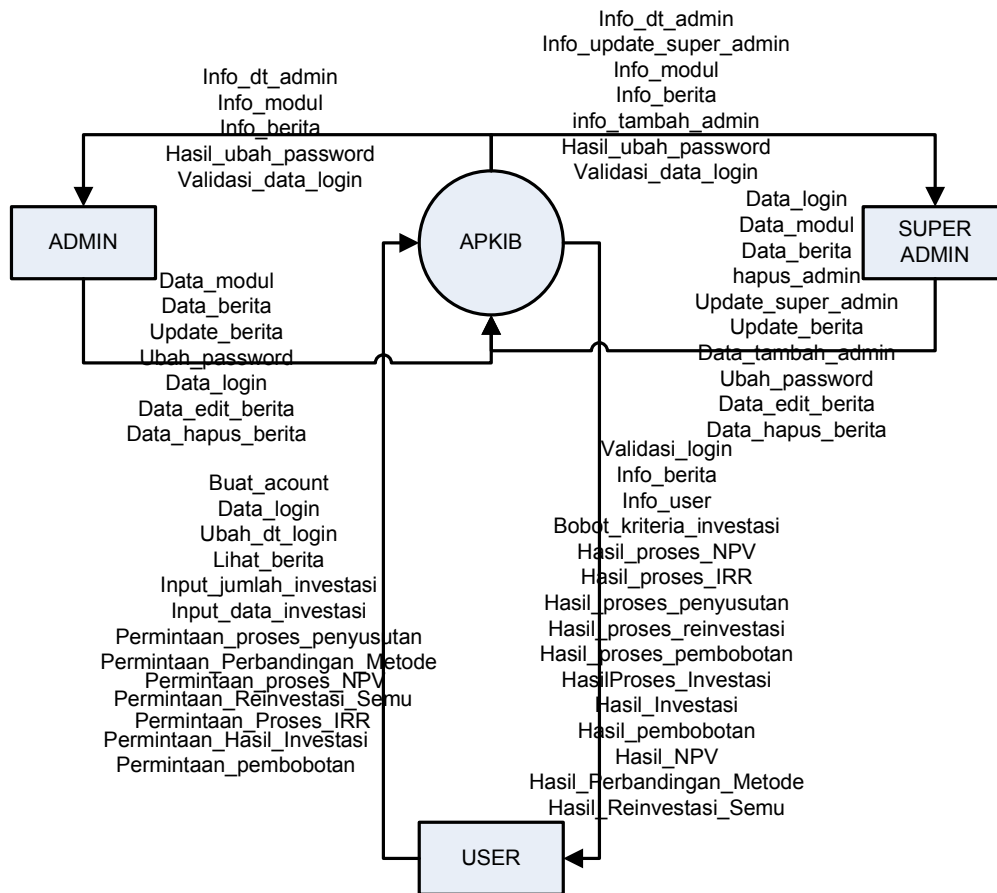 Info_dt_admin
Info_update_super_admin
Info_modul
Info_berita
info_tambah_admin
Hasil_ubah_password
Validasi_data_login
Info_dt_admin
Info_modul
Info_berita
Hasil_ubah_password
Validasi_data_login
ADMIN
APKIB
SUPER
ADMIN
Data_login
Data_modul
Data_berita
hapus_admin
Update_super_admin
Update_berita
Data_tambah_admin
Ubah_password
Data_edit_berita
Data_hapus_berita
Data_modul
Data_berita
Update_berita
Ubah_password
Data_login
Data_edit_berita
Data_hapus_berita
Buat_acount
Data_login
Ubah_dt_login
Lihat_berita
Input_jumlah_investasi
Input_data_investasi
Permintaan_proses_penyusutan
Permintaan_Perbandingan_Metode
Permintaan_proses_NPV
Permintaan_Reinvestasi_Semu
Permintaan_Proses_IRR
Permintaan_Hasil_Investasi
Permintaan_pembobotan
Validasi_login
Info_berita
Info_user
Bobot_kriteria_investasi
Hasil_proses_NPV
Hasil_proses_IRR
Hasil_proses_penyusutan
Hasil_proses_reinvestasi
Hasil_proses_pembobotan
HasilProses_Investasi
Hasil_Investasi
Hasil_pembobotan
Hasil_NPV
Hasil_Perbandingan_Metode
Hasil_Reinvestasi_Semu
USER